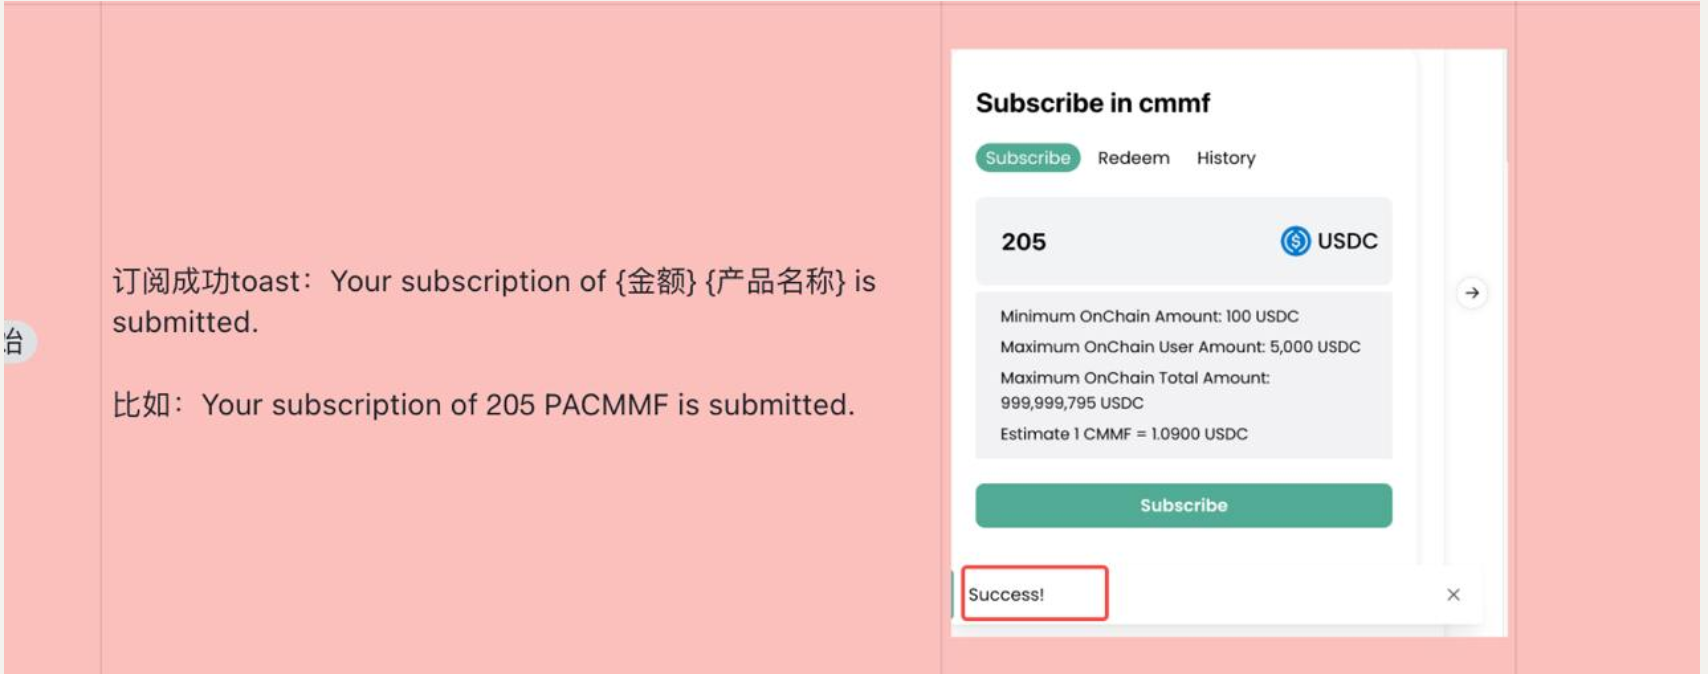 订阅成功toast：Your subscription of {金额} {产品名称} is
submitted.
比如：Your subscription of 205 PACMMF is submitted.
Subscribe in cmmf
Subscribe Redeem History
205 USDC
Minimum OnChain Amount: 100 USDC
Maximum OnChain User Amount: 5,000 USDC
Maximum OnChain Total Amount:
999,999,795 USDC
Estimate 1 CMMF = 1.0900 USDC
Subscribe
Success!